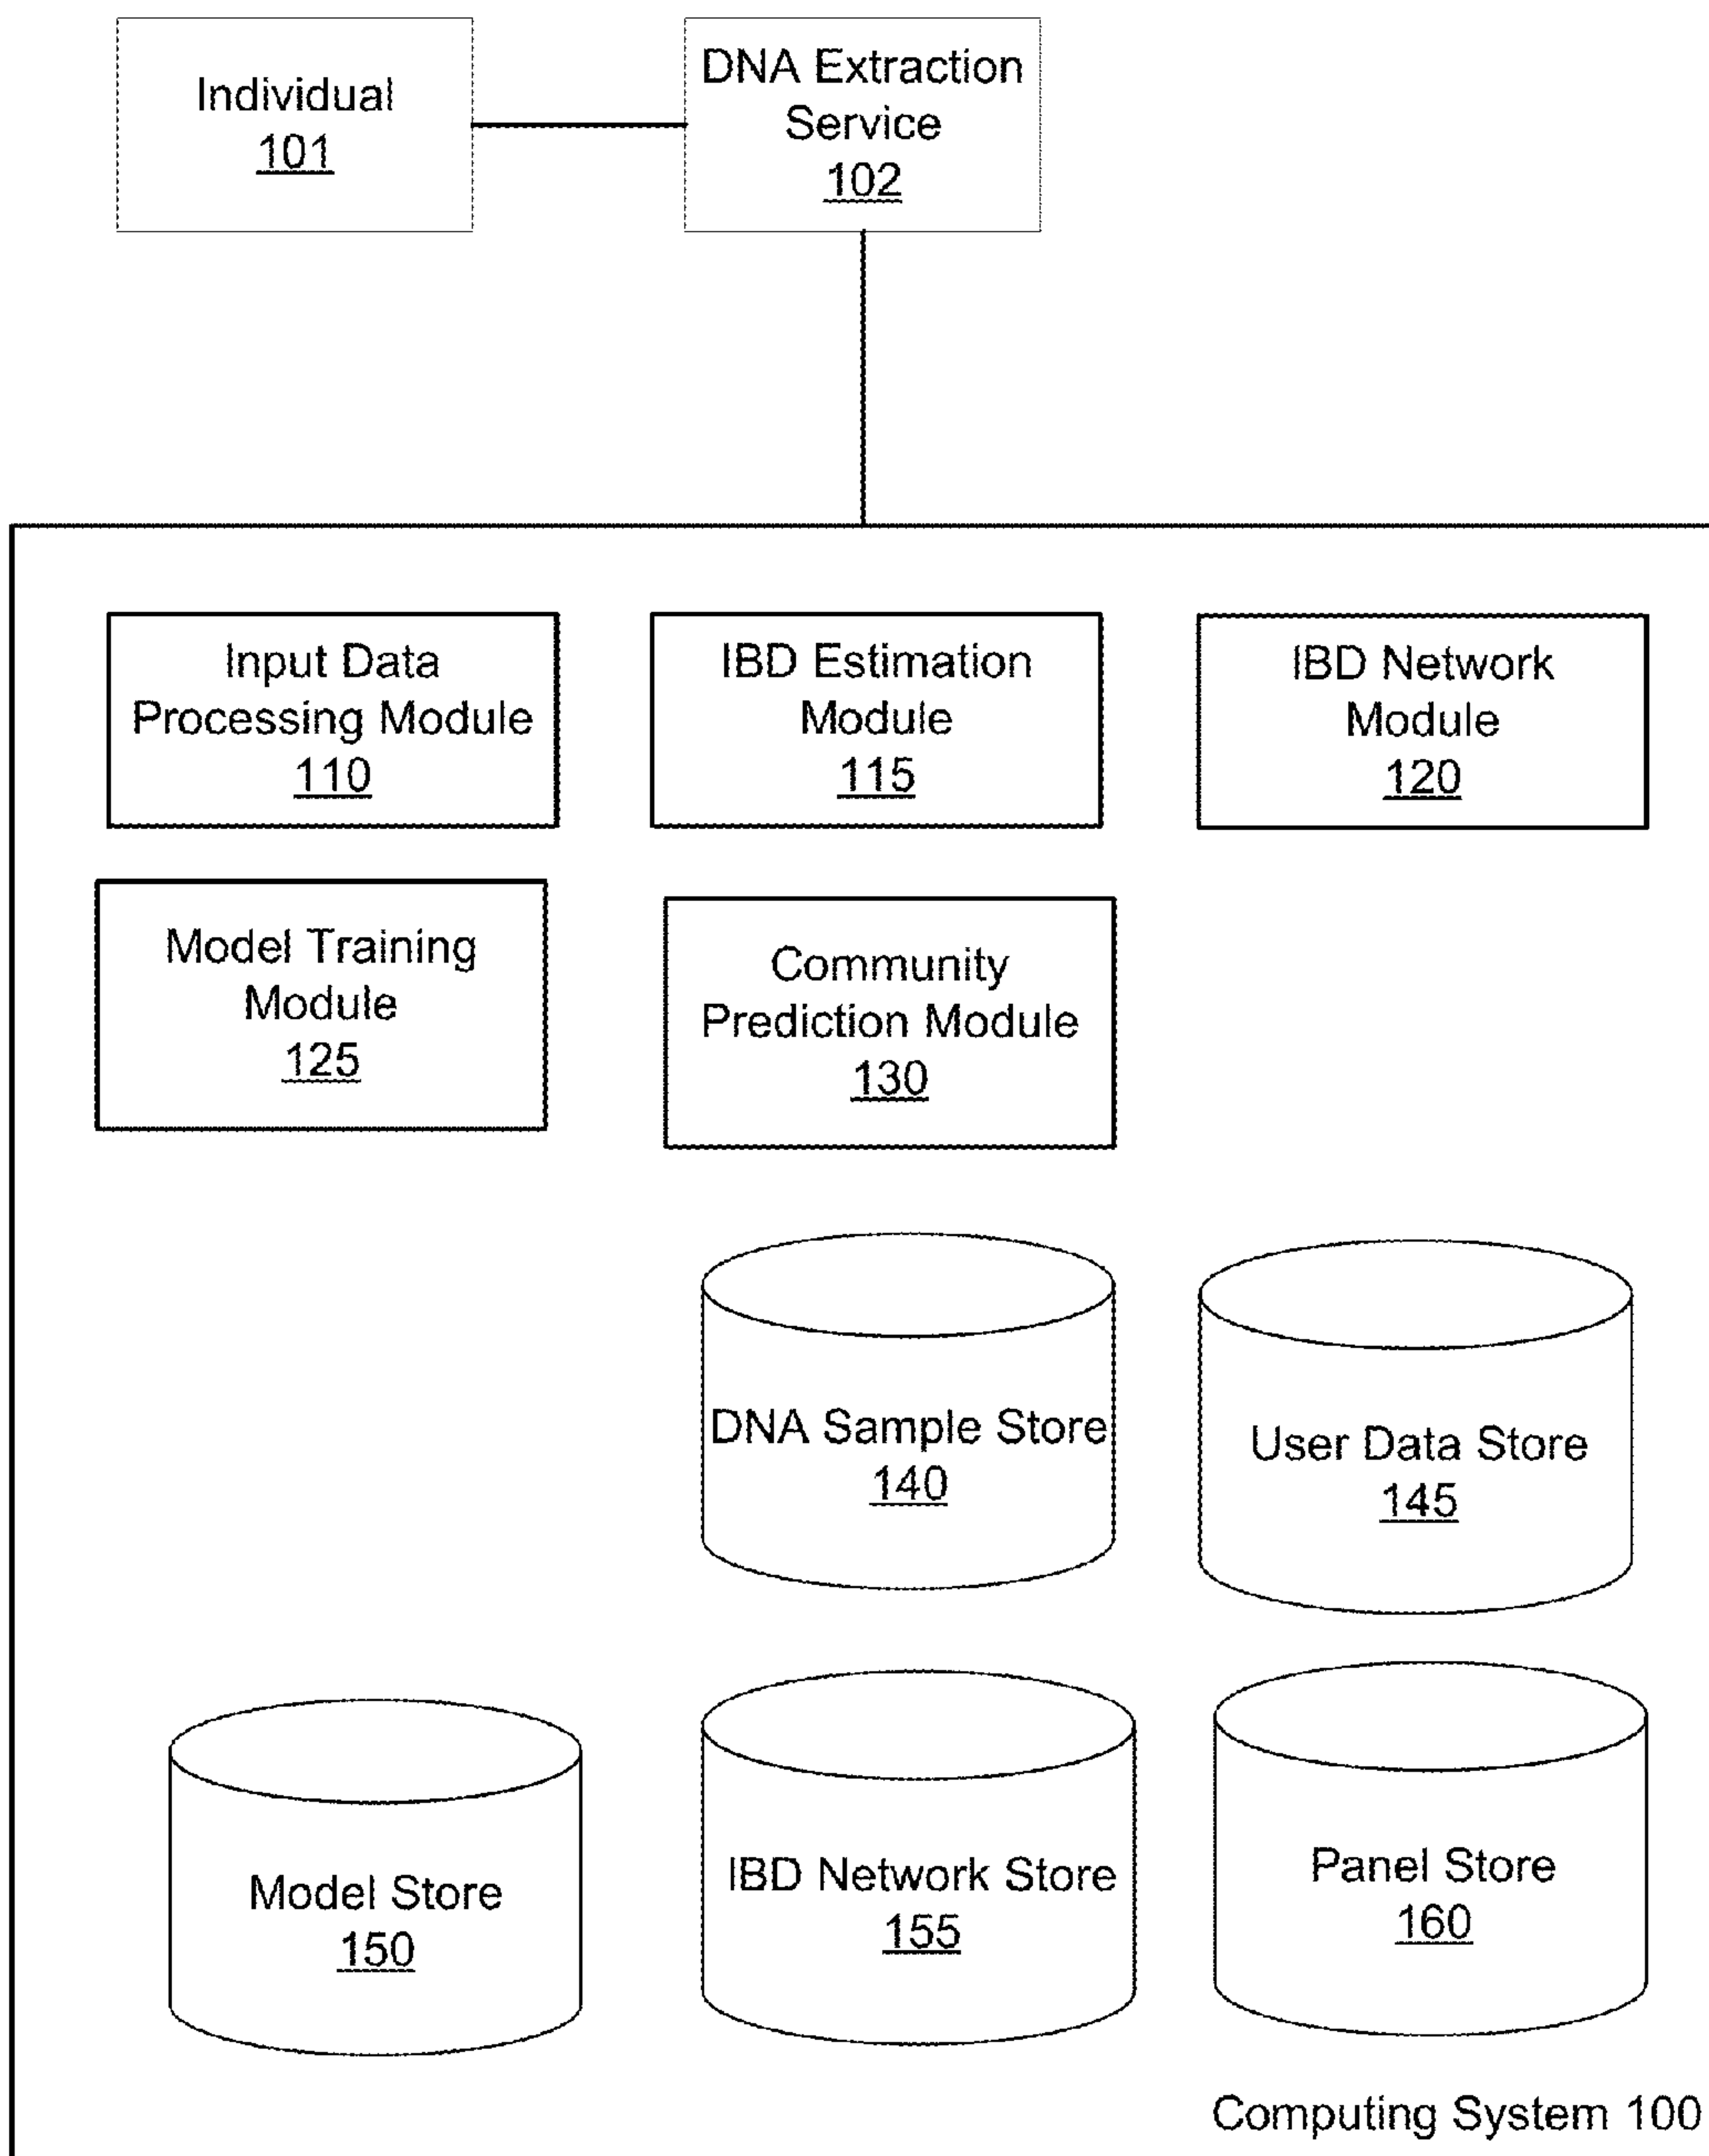 Individual
101
DNA Extraction
Service
102
Input Data
Processing Module
110
IBD Estimation
Module
115
IBD Network
Module
120
Model Training
Module
125
Community
Prediction Module
130
DNA Sample Store
140
User Data Store
145
Model Store
150
IBD Network Store
155
Panel Store
160
Computing System 100